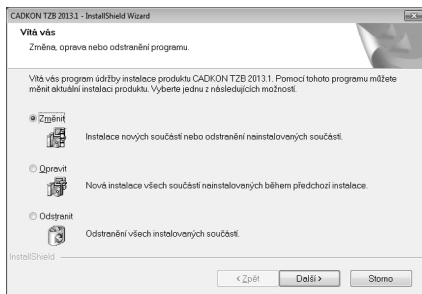 CADKON TZB 2013.1 - InstallShield Wizard
Vítá vás
Změna, oprava nebo odstranění programu.
Vítá vás program údržby instalace produktu CADKON TZB 2013.1. Pomocí tohoto programu můžete
měnit aktuální instalaci produktu. Vyberte jednu z následujících možností.
Změnit
Instalace nových součástí nebo odstranění nainstalovaných součástí.
Opravit
Nová instalace všech součástí nainstalovaných během předchozí instalace.
Odstranit
Odstranění všech instalovaných součástí.
InstallShield
< Zpět
Další >
Storno